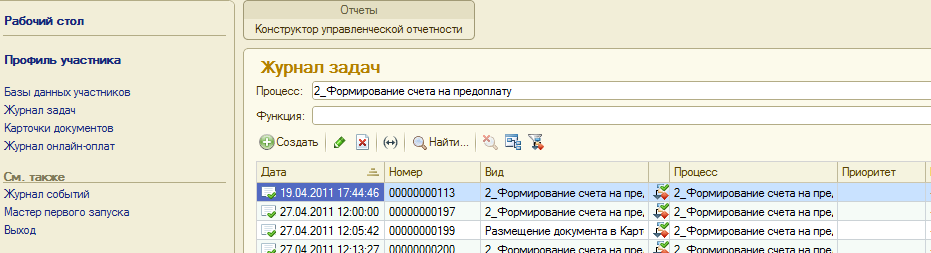 Рабочий стол
Профиль участника
Базы данных участников
Журнал задач
Карточки документов
Журнал онлайн-оплат
См. также
Журнал событий
Мастер первого запуска
Выход
Отчеты
Конструктор управленческой отчетности
Журнал задач
Процесс: 2_Формирование счета на предоплату
Функция:
Создать Найти...
Дата Номер Вид Процесс Приоритет
19.04.2011 17:44:46 00000000113 2_Формирование счета на пре, 2_Формирование счета на пре,
27.04.2011 12:00:00 00000000197 2_Формирование счета на пре, 2_Формирование счета на пре,
27.04.2011 12:05:42 00000000199 Размещение документа в Карт 2_Формирование счета на пре,
27.04.2011 12:13:27 00000000200 2_Формирование счета на пре, 2_Формирование счета на пре,